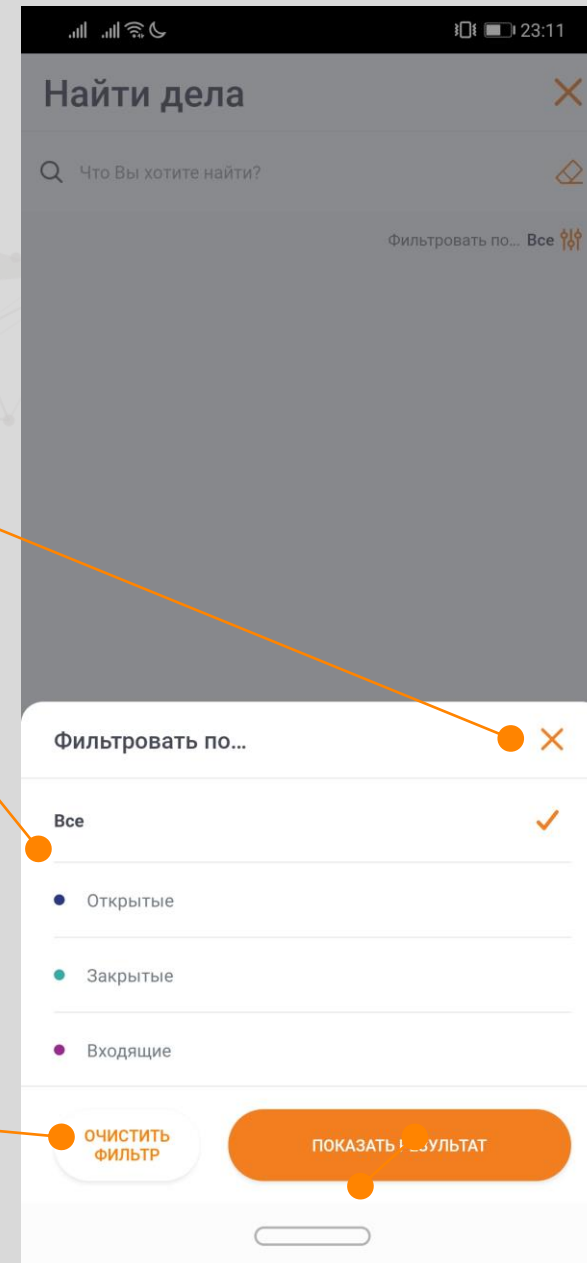 23:11
Найти дела
Что Вы хотите найти?
Фильтровать по... Все
Фильтровать по...
Все
Открытые
Закрытые
Входящие
ОЧИСТИТЬ
ФИЛЬТР
ПОКАЗАТЬ РЕЗУЛЬТАТ